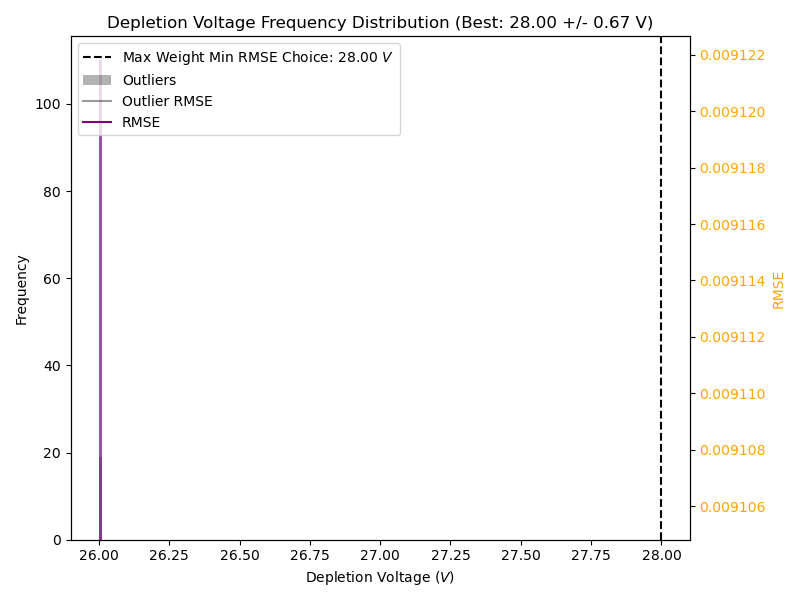 Depletion Voltage Frequency Distribution (Best: 28.00 +/- 0.67 V)
Max Weight Min RMSE Choice: 28.00 V
Outliers
Outlier RMSE
RMSE
Frequency
100
80
60
40
20
0
0.009122
0.009120
0.009118
0.009116
0.009114
0.009112
0.009110
0.009108
0.009106
RMSE
26.00 26.25 26.50 26.75 27.00 27.25 27.50 27.75 28.00
Depletion Voltage (V)